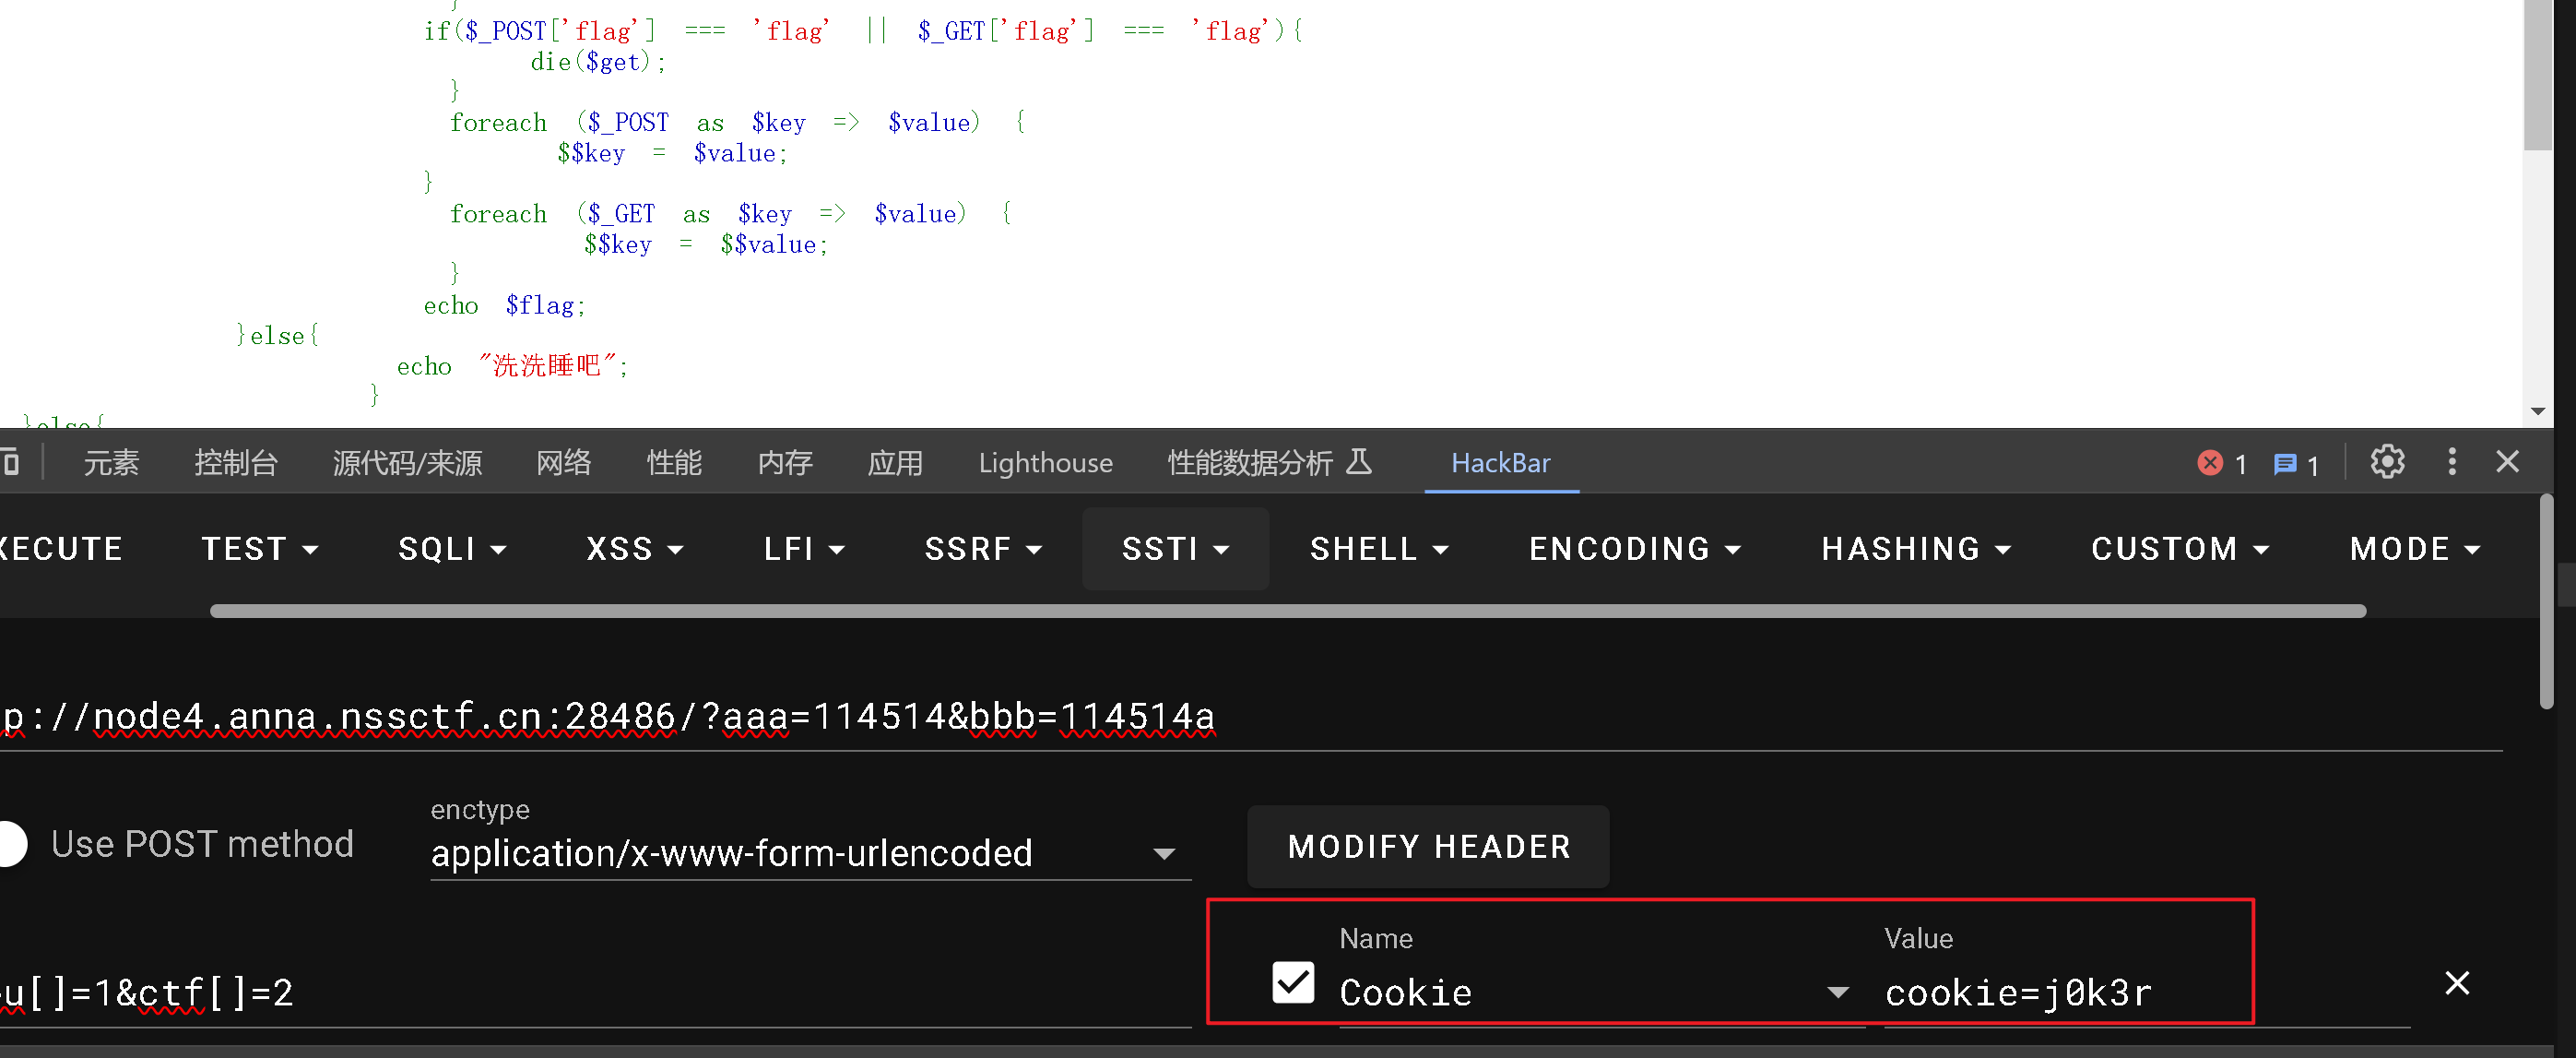 }
if($_POST['flag'] === 'flag' || $_GET['flag'] === 'flag'){
die($get);
}
foreach ($_POST as $key => $value) {
$$key = $value;
}
foreach ($_GET as $key => $value) {
$$key = $$value;
}
echo $flag;
}else{
echo "洗洗睡吧";
}
}else{
元素 控制台 源代码/来源 网络 性能 内存 应用 Lighthouse 性能数据分析 HackBar 1 1
XECUTE TEST SQLI XSS LFI SSRF SSTI SHELL ENCODING HASHING CUSTOM MODE
p://node4.anna.nssctf.cn:28486/?aaa=114514&bbb=114514a
enctype
Use POST method application/x-www-form-urlencoded MODIFY HEADER
Name Value
u[]=1&ctf[]=2 Cookie cookie=j0k3r